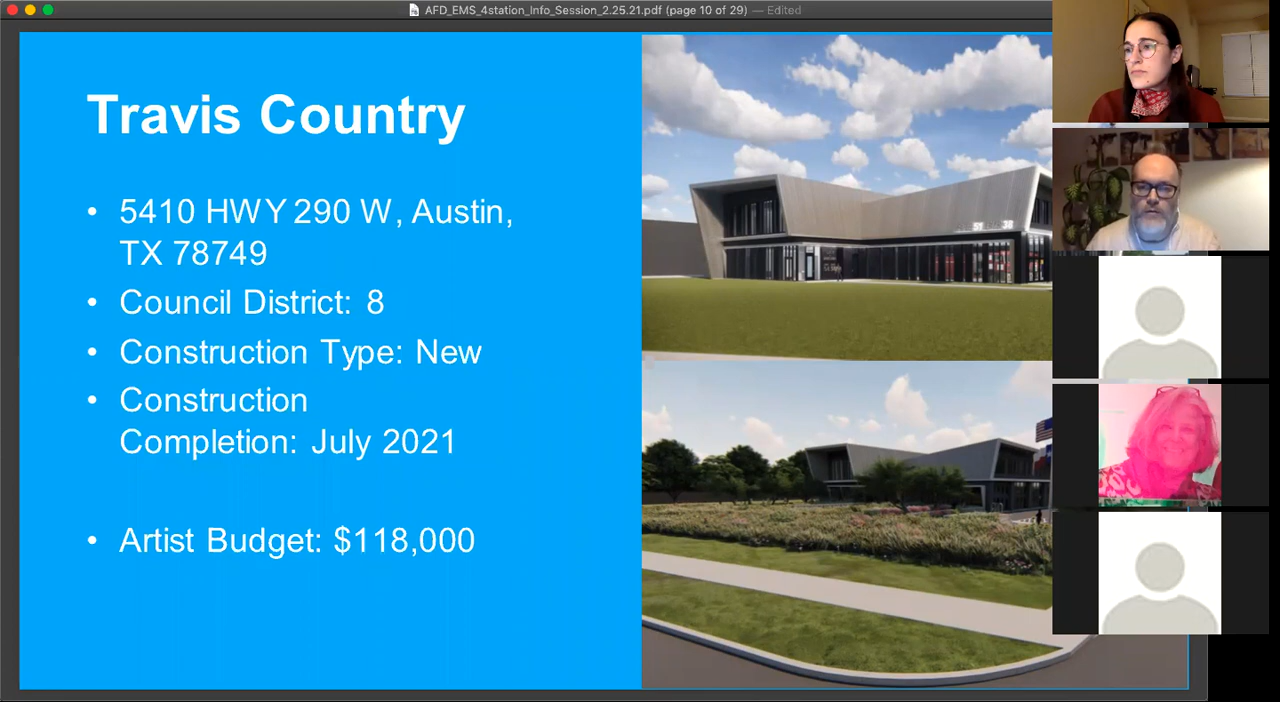 AFD_EMS_4station_Info_Session_2.25.21.pdf (page 10 of 29) — Edited
Travis Country
• 5410 HWY 290 W, Austin,
TX 78749
• Council District: 8
• Construction Type: New
• Construction
Completion: July 2021
• Artist Budget: $118,000